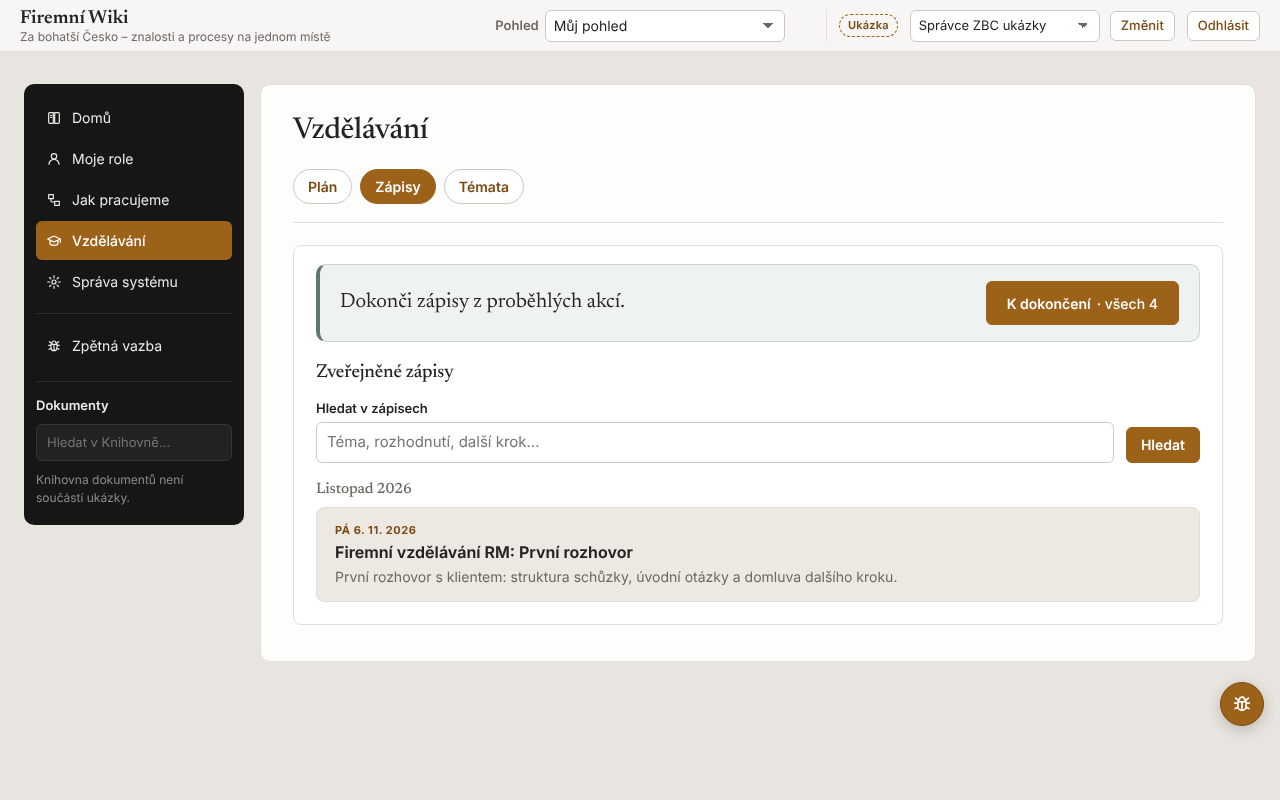 Firemní Wiki
Za bohatší Česko – znalosti a procesy na jednom místě
Pohled
Můj pohled
Ukázka
Správce ZBC ukázky
Změnit
Odhlásit
Domů
Moje role
Jak pracujeme
Vzdělávání
Správa systému
Zpětná vazba
Dokumenty
Hledat v Knihovně...
Knihovna dokumentů není
součástí ukázky.
Vzdělávání
Plán
Zápisy
Témata
Dokonči zápisy z proběhlých akcí.
K dokončení · všech 4
Zveřejněné zápisy
Hledat v zápisech
Téma, rozhodnutí, další krok...
Hledat
Listopad 2026
PÁ 6. 11. 2026
Firemní vzdělávání RM: První rozhovor
První rozhovor s klientem: struktura schůzky, úvodní otázky a domluva dalšího kroku.